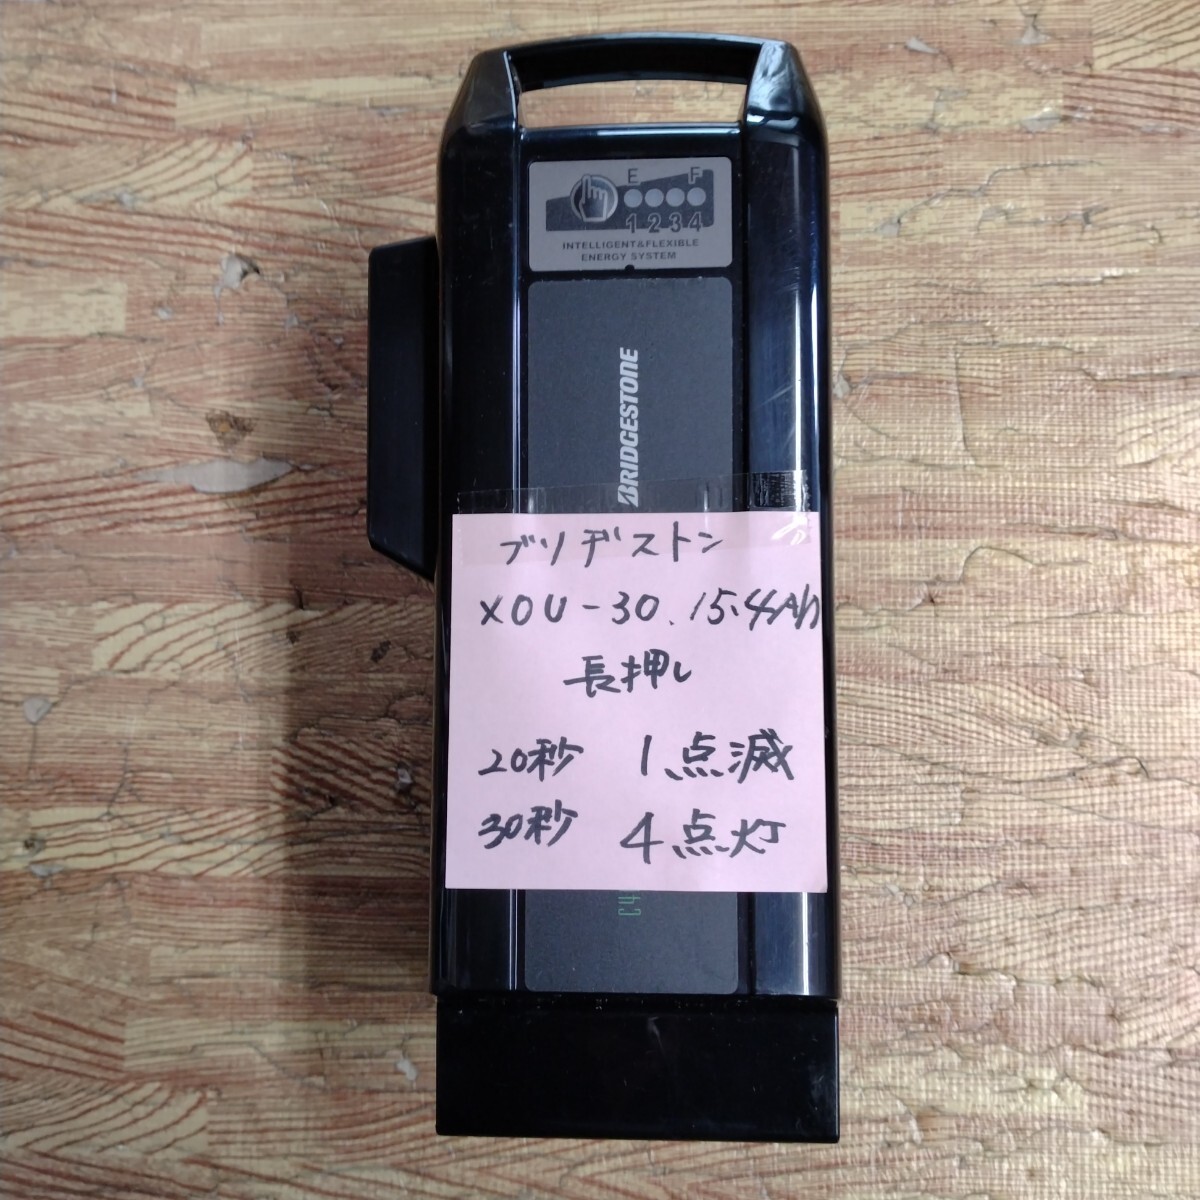 E F
1 2 3 4
INTELLIGENT&FLEXIBLE
ENERGY SYSTEM
BRIDGESTONE
ブリヂストン
X0U-30、15.4Ah
長押し
20秒 1点滅
30秒 4点灯
C4